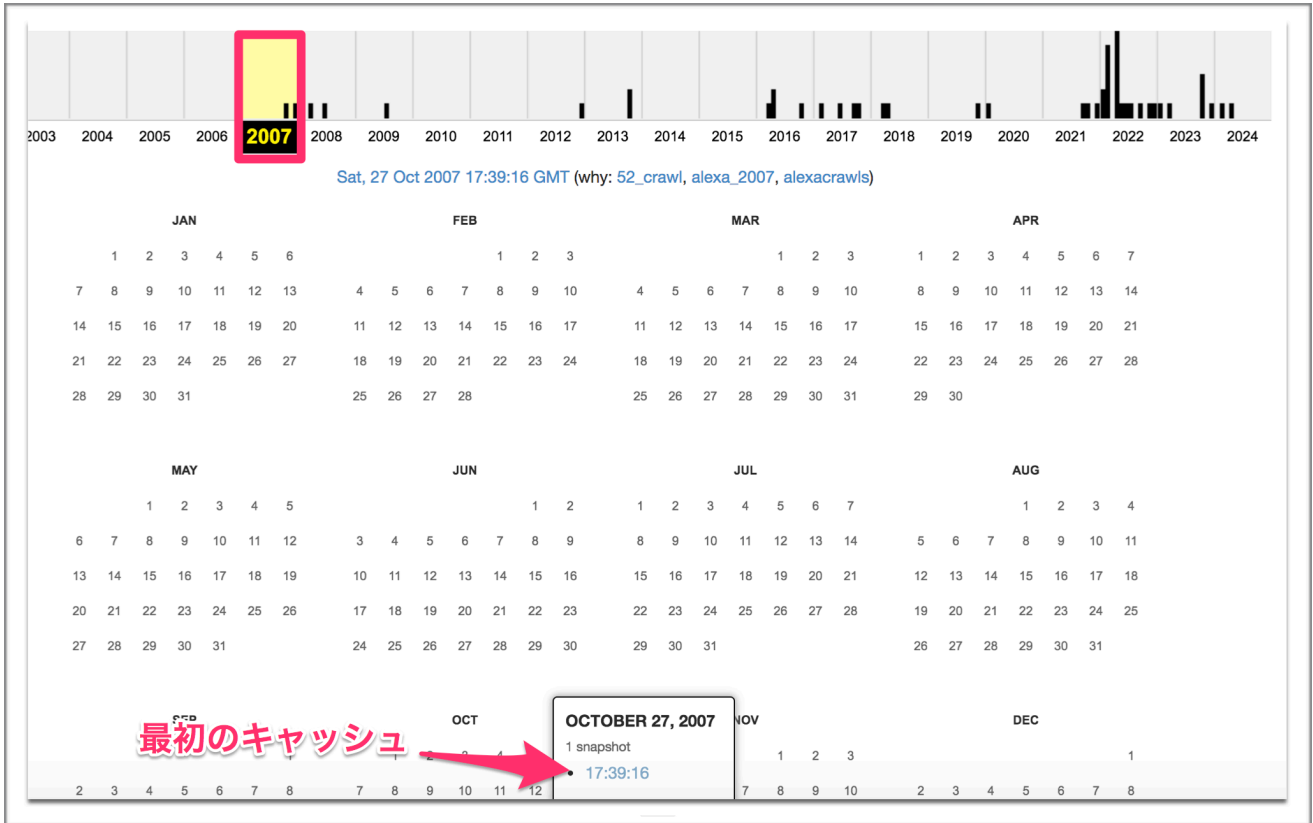 2003 2004 2005 2006 2007 2008 2009 2010 2011 2012 2013 2014 2015 2016 2017 2018 2019 2020 2021 2022 2023 2024
Sat, 27 Oct 2007 17:39:16 GMT (why: 52_crawl, alexa_2007, alexacrawls)
JAN FEB MAR APR
1 2 3 4 5 6 1 2 3 1 2 3 1 2 3 4 5 6 7
7 8 9 10 11 12 13 4 5 6 7 8 9 10 4 5 6 7 8 9 10 8 9 10 11 12 13 14
14 15 16 17 18 19 20 11 12 13 14 15 16 17 11 12 13 14 15 16 17 15 16 17 18 19 20 21
21 22 23 24 25 26 27 18 19 20 21 22 23 24 18 19 20 21 22 23 24 22 23 24 25 26 27 28
28 29 30 31 25 26 27 28 25 26 27 28 29 30 31 29 30
MAY JUN JUL AUG
1 2 3 4 5 1 2 1 2 3 4 5 6 7 1 2 3 4
6 7 8 9 10 11 12 3 4 5 6 7 8 9 8 9 10 11 12 13 14 5 6 7 8 9 10 11
13 14 15 16 17 18 19 10 11 12 13 14 15 16 15 16 17 18 19 20 21 12 13 14 15 16 17 18
20 21 22 23 24 25 26 17 18 19 20 21 22 23 22 23 24 25 26 27 28 19 20 21 22 23 24 25
27 28 29 30 31 24 25 26 27 28 29 30 29 30 31 26 27 28 29 30 31
SEP OCT OCTOBER 27, 2007 NOV DEC
最初のキャッシュ
1 snapshot
1 1 2 3 4 1 2 3 1
17:39:16
2 3 4 5 6 7 8 7 8 9 10 11 12 7 8 9 10 2 3 4 5 6 7 8